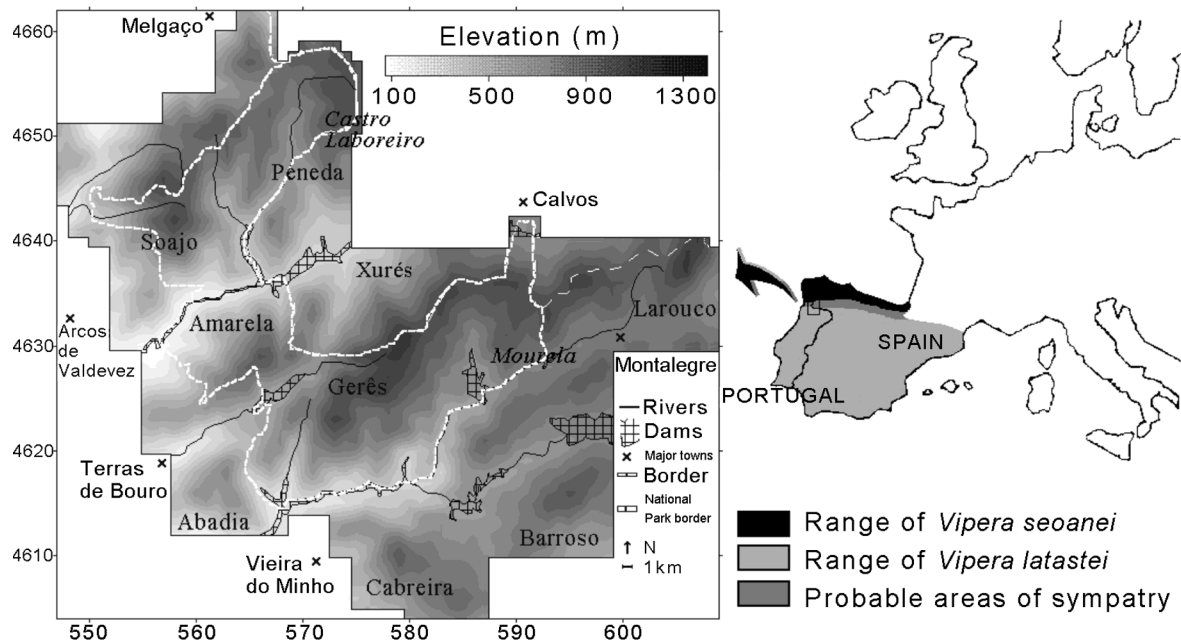 4660
4650
4640
4630
4620
4610
550
560
570
580
590
600
Melgaço
Elevation (m)
100 500 900 1300
Castro
Laboreiro
Peneda
Soajo
Calvos
Xurés
Larouco
Amarela
Arcos
de
Valdevez
Mourela
Gerês
Montalegre
Terras
de Bouro
Abadia
Vieira
do Minho
Cabreira
Barroso
Rivers
Dams
Major towns
Border
National
Park border
N
1km
SPAIN
PORTUGAL
Range of Vipera seoanei
Range of Vipera latastei
Probable areas of sympatry